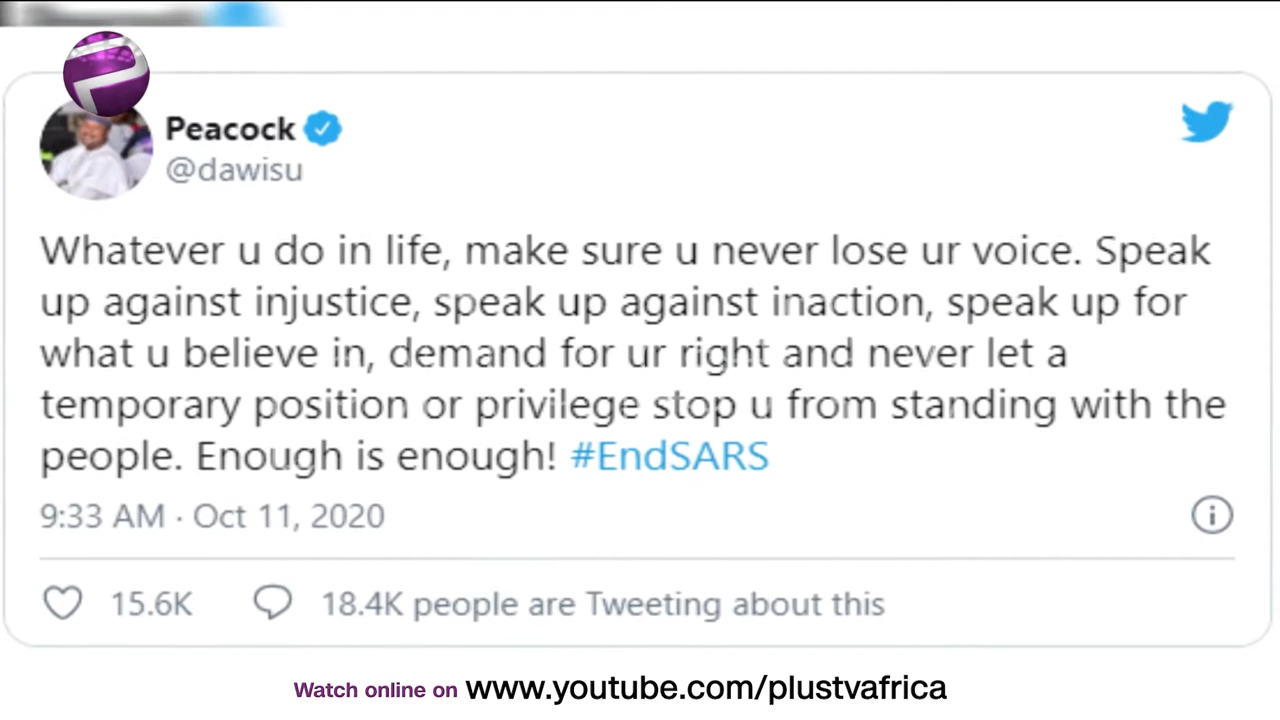 Peacock
@dawisu
Whatever u do in life, make sure u never lose ur voice. Speak
up against injustice, speak up against inaction, speak up for
what u believe in, demand for ur right and never let a
temporary position or privilege stop u from standing with the
people. Enough is enough! #EndSARS
9:33 AM · Oct 11, 2020
15.6K 18.4K people are Tweeting about this
Watch online on www.youtube.com/plustvafrica